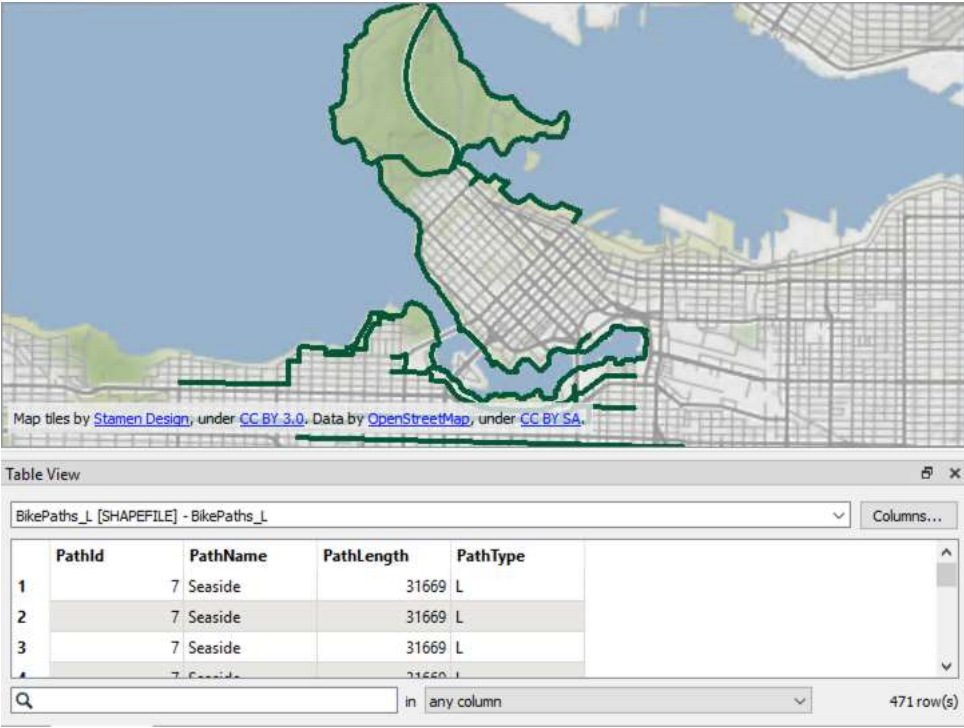 Map tiles by Stamen Design, under CC BY 3.0. Data by OpenStreetMap, under CC BY SA.
Table View
BikePaths_L [SHAPEFILE] - BikePaths_L Columns...
PathId PathName PathLength PathType
1 7 Seaside 31669 L
2 7 Seaside 31669 L
3 7 Seaside 31669 L
in any column 471 row(s)